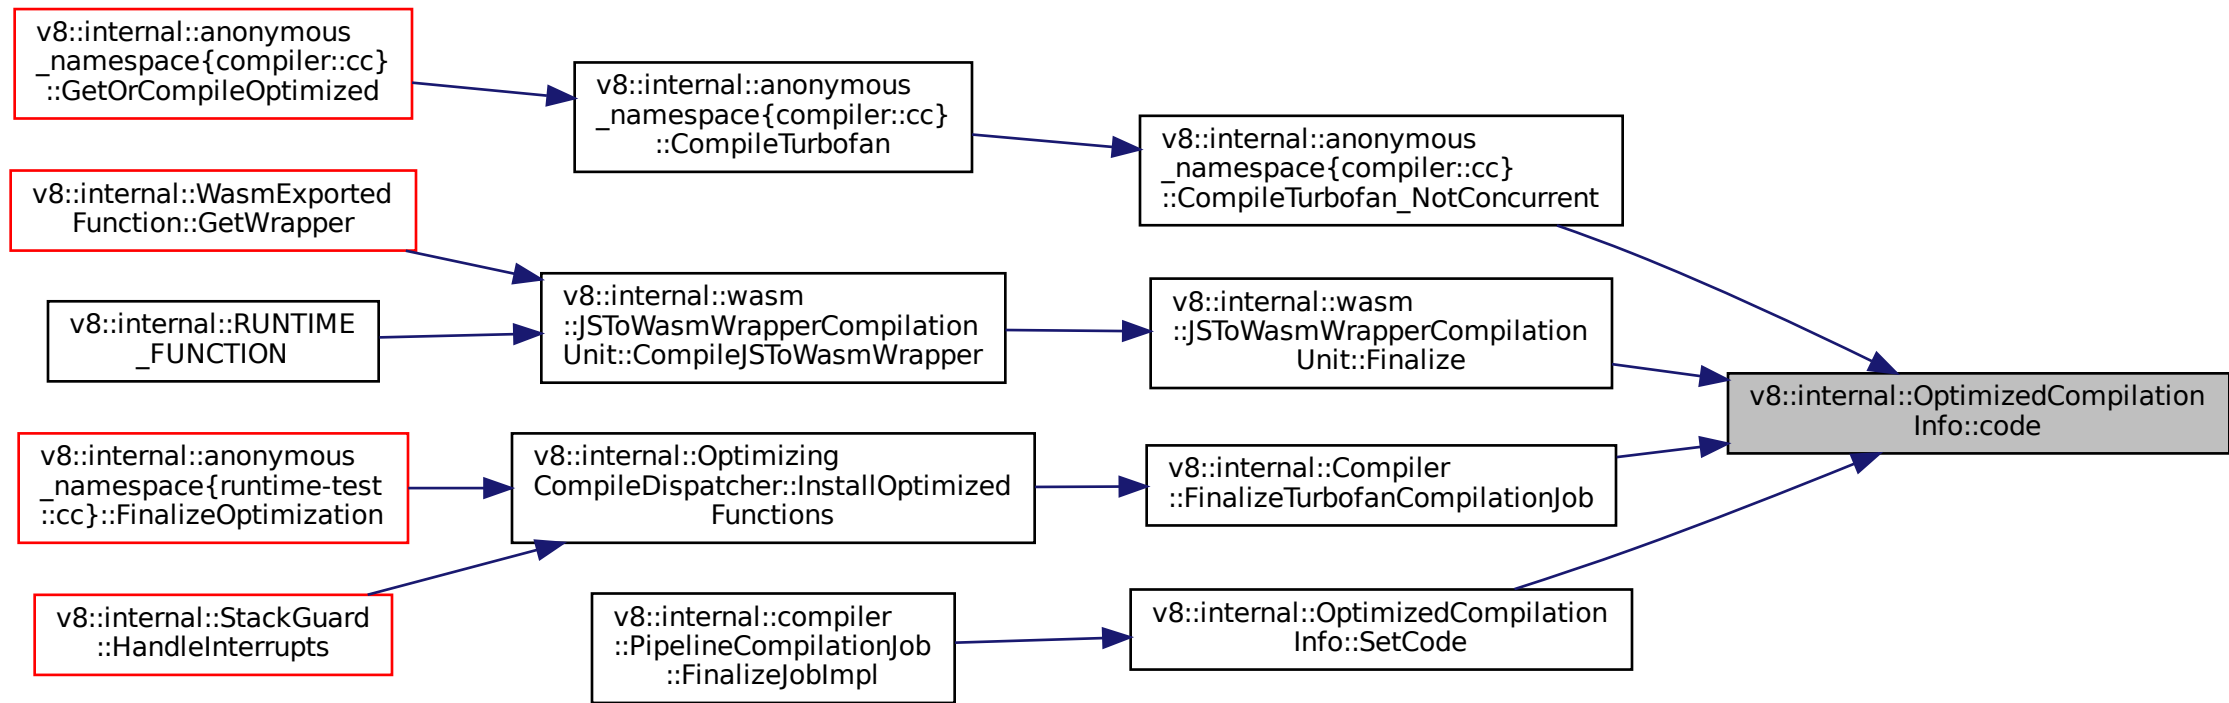 v8::internal::anonymous
_namespace{compiler::cc}
::GetOrCompileOptimized
v8::internal::WasmExported
Function::GetWrapper
v8::internal::RUNTIME
_FUNCTION
v8::internal::anonymous
_namespace{runtime-test
::cc}::FinalizeOptimization
v8::internal::StackGuard
::HandleInterrupts
v8::internal::anonymous
_namespace{compiler::cc}
::CompileTurbofan
v8::internal::wasm
::JSToWasmWrapperCompilation
Unit::CompileJSToWasmWrapper
v8::internal::Optimizing
CompileDispatcher::InstallOptimized
Functions
v8::internal::compiler
::PipelineCompilationJob
::FinalizeJobImpl
v8::internal::anonymous
_namespace{compiler::cc}
::CompileTurbofan_NotConcurrent
v8::internal::wasm
::JSToWasmWrapperCompilation
Unit::Finalize
v8::internal::Compiler
::FinalizeTurbofanCompilationJob
v8::internal::OptimizedCompilation
Info::SetCode
v8::internal::OptimizedCompilation
Info::code